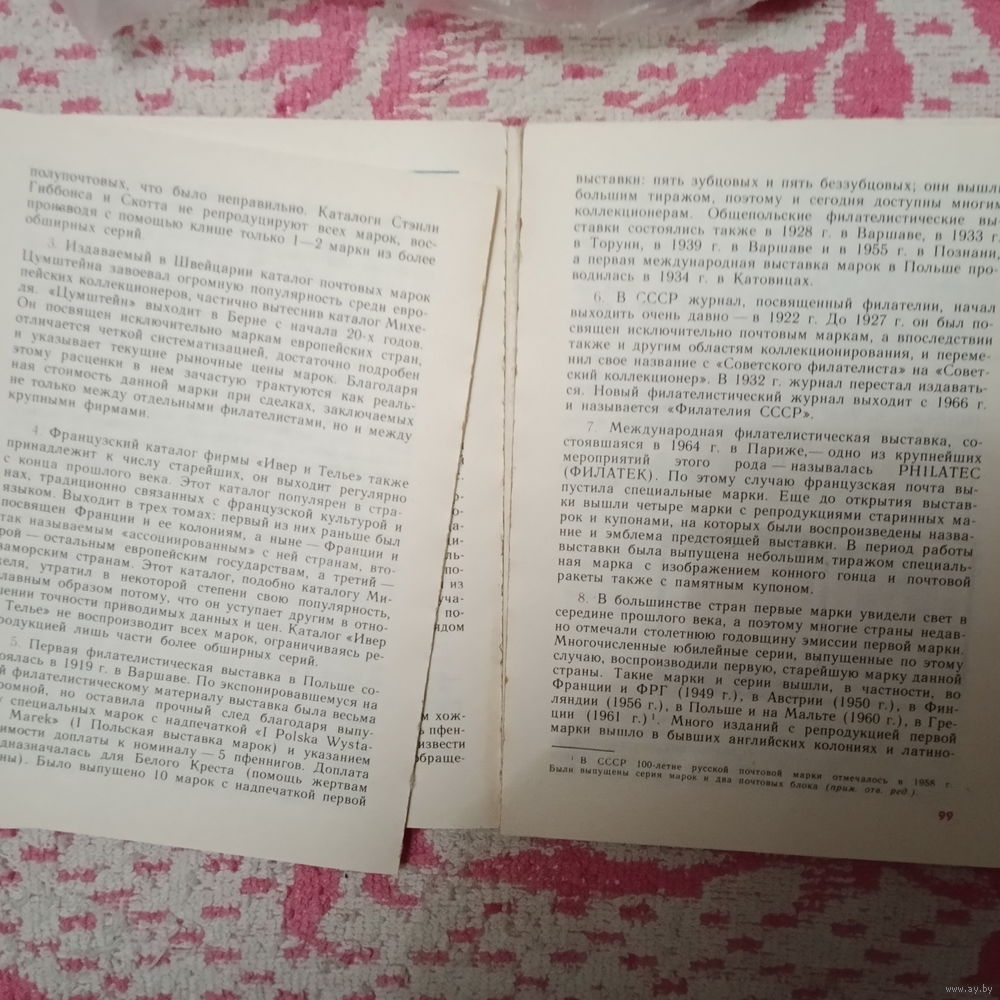 полупочтовых, что было неправильно. Каталоги Стэнли
Гиббонса и Скотта не репродуцируют всех марок, вос-
производя с помощью клише только 1—2 марки из более
обширных серий.
3. Издаваемый в Швейцарии каталог почтовых марок
Цумштейна завоевал огромную популярность среди евро-
пейских коллекционеров, частично вытеснив каталог Михе-
ля. «Цумштейн» выходит в Берне с начала 20-х годов.
Он посвящен исключительно маркам европейских стран,
отличается четкой систематизацией, достаточно подробен
и указывает текущие рыночные цены марок. Благодаря
этому расценки в нем зачастую трактуются как реаль-
ная стоимость данной марки при сделках, заключаемых
не только между отдельными филателистами, но и между
крупными фирмами.
4. Французский каталог фирмы «Ивер и Телье» также
принадлежит к числу старейших, он выходит регулярно
с конца прошлого века. Этот каталог популярен в стра-
нах, традиционно связанных с французской культурой и
языком. Выходит в трех томах: первый из них раньше был
посвящен Франции и ее колониям, а ныне — Франции и
так называемым «ассоциированным» с ней странам, вто-
рой — остальным европейским государствам, а третий —
заморским странам. Этот каталог, подобно каталогу Ми-
хеля, утратил в некоторой степени свою популярность,
главным образом потому, что он уступает другим в отно-
шении точности приводимых данных и цен. Каталог «Ивер
Телье» не воспроизводит всех марок, ограничиваясь ре-
продукцией лишь части более обширных серий.
5. Первая филателистическая выставка в Польше со-
оялась в 1919 г. в Варшаве. По экспонировавшемуся на
й филателистическому материалу выставка была весьма
ромной, но оставила прочный след благодаря выпу-
у специальных марок с надпечаткой «I Polska Wysta-
Marek» (I Польская выставка марок) и указанием
имости доплаты к номиналу — 5 пфеннигов. Доплата
дназначалась для Белого Креста (помощь жертвам
ны). Было выпущено 10 марок с надпечаткой первой
о-
а-
ци-
ль-
по-
из
уча-
по-
ядом
м хож-
ь пфен-
оизвести
обраще-
выставки: пять зубцовых и пять беззубцовых; они вышли
большим тиражом, поэтому и сегодня доступны многим
коллекционерам. Общепольские филателистические вы-
ставки состоялись также в 1928 г. в Варшаве, в 1933 г.
в Торуни, в 1939 г. в Варшаве и в 1955 г. в Познани,
а первая международная выставка марок в Польше про-
водилась в 1934 г. в Катовицах.
6. В СССР журнал, посвященный филателии, начал
выходить очень давно — в 1922 г. До 1927 г. он был по-
священ исключительно почтовым маркам, а впоследствии
также и другим областям коллекционирования, и переме-
нил свое название с «Советского филателиста» на «Совет-
ский коллекционер». В 1932 г. журнал перестал издавать-
ся. Новый филателистический журнал выходит с 1966 г.
и называется «Филателия СССР».
7. Международная филателистическая выставка, со-
стоявшаяся в 1964 г. в Париже,— одно из крупнейших
мероприятий этого рода — называлась PHILATEC
(ФИЛАТЕК). По этому случаю французская почта вы-
пустила специальные марки. Еще до открытия выстав-
ки вышли четыре марки с репродукциями старинных ма-
рок и купонами, на которых были воспроизведены назва-
ние и эмблема предстоящей выставки. В период работы
выставки была выпущена небольшим тиражом специаль-
ная марка с изображением конного гонца и почтовой
ракеты также с памятным купоном.
8. В большинстве стран первые марки увидели свет в
середине прошлого века, а поэтому многие страны недав-
но отмечали столетнюю годовщину эмиссии первой марки.
Многочисленные юбилейные серии, выпущенные по этому
случаю, воспроизводили первую, старейшую марку данной
страны. Такие марки и серии вышли, в частности, во
Франции и ФРГ (1949 г.), в Австрии (1950 г.), в Фин-
ляндии (1956 г.), в Польше и на Мальте (1960 г.), в Гре-
ции (1961 г.)¹. Много изданий с репродукцией первой
марки вышло в бывших английских колониях и латино-
¹ В СССР 100-летие русской почтовой марки отмечалось в 1958 г.
Были выпущены серия марок и два почтовых блока (прим. отв. ред.).
99
www.ay.by